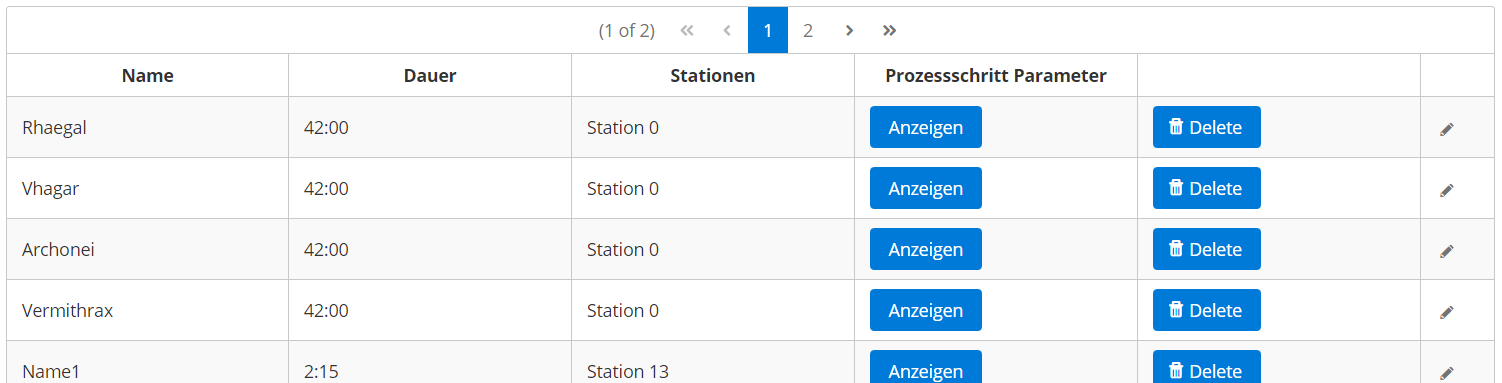 (1 of 2) « ‹ 1 2 › »
Name Dauer Stationen Prozessschritt Parameter
Rhaegal 42:00 Station 0 Anzeigen Delete
Vhagar 42:00 Station 0 Anzeigen Delete
Archonei 42:00 Station 0 Anzeigen Delete
Vermithrax 42:00 Station 0 Anzeigen Delete
Name1 2:15 Station 13 Anzeigen Delete